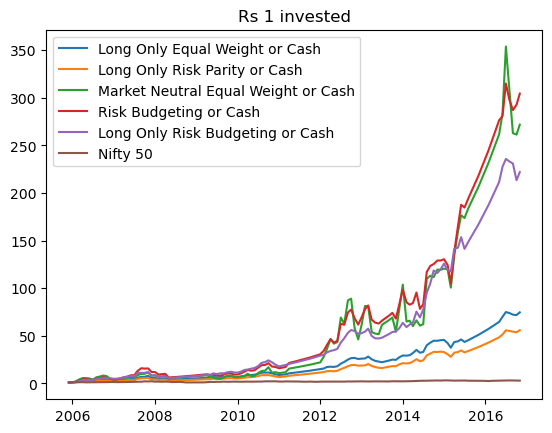 Rs 1 invested
Long Only Equal Weight or Cash
Long Only Risk Parity or Cash
Market Neutral Equal Weight or Cash
Risk Budgeting or Cash
Long Only Risk Budgeting or Cash
Nifty 50
350
300
250
200
150
100
50
0
2006 2008 2010 2012 2014 2016